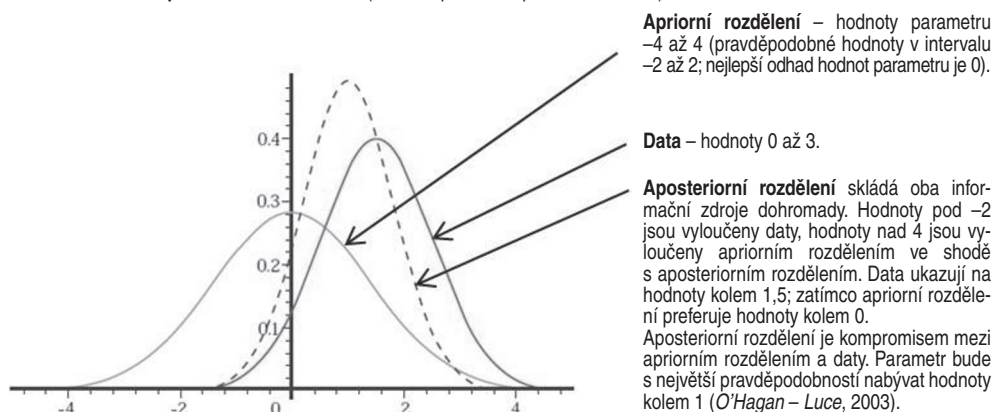 Apriorní rozdělení – hodnoty parametru
–4 až 4 (pravděpodobné hodnoty v intervalu
–2 až 2; nejlepší odhad hodnot parametru je 0).
Data – hodnoty 0 až 3.
Aposteriorní rozdělení skládá oba infor-
mační zdroje dohromady. Hodnoty pod –2
jsou vyloučeny daty, hodnoty nad 4 jsou vy-
loučeny apriorním rozdělením ve shodě
s aposteriorním rozdělením. Data ukazují na
hodnoty kolem 1,5; zatímco apriorní rozděle-
ní preferuje hodnoty kolem 0.
Aposteriorní rozdělení je kompromisem mezi
apriorním rozdělením a daty. Parametr bude
s největší pravděpodobností nabývat hodnoty
kolem 1 (O'Hagan – Luce, 2003).
0.4
0.3
0.2
0.1
-4 -2 0 2 4